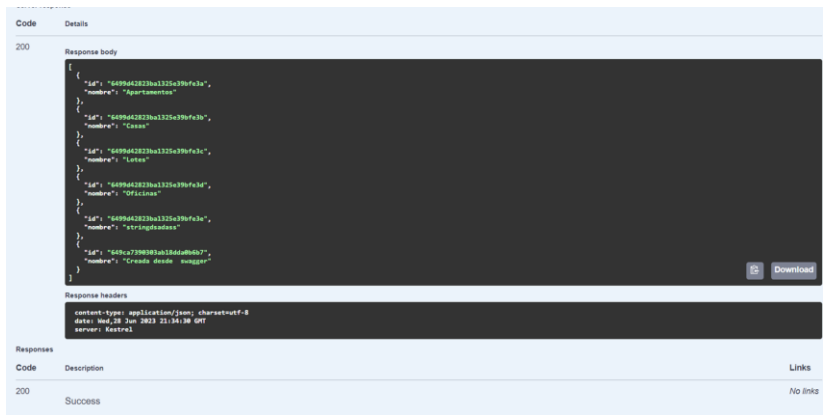 Code Details
200
Response body
[
{
"id": "6499d42823ba1325e39bfe3a",
"nombre": "Apartamentos"
},
{
"id": "6499d42823ba1325e39bfe3b",
"nombre": "Casas"
},
{
"id": "6499d42823ba1325e39bfe3c",
"nombre": "Lotes"
},
{
"id": "6499d42823ba1325e39bfe3d",
"nombre": "Oficinas"
},
{
"id": "6499d42823ba1325e39bfe3e",
"nombre": "stringdsadass"
},
{
"id": "649ca7390303ab18dda0b6b7",
"nombre": "Creada desde  swagger"
}
]
Download
Response headers
content-type: application/json; charset=utf-8
date: Wed,28 Jun 2023 21:34:30 GMT
server: Kestrel
Responses
Code Description Links
200 Success No links